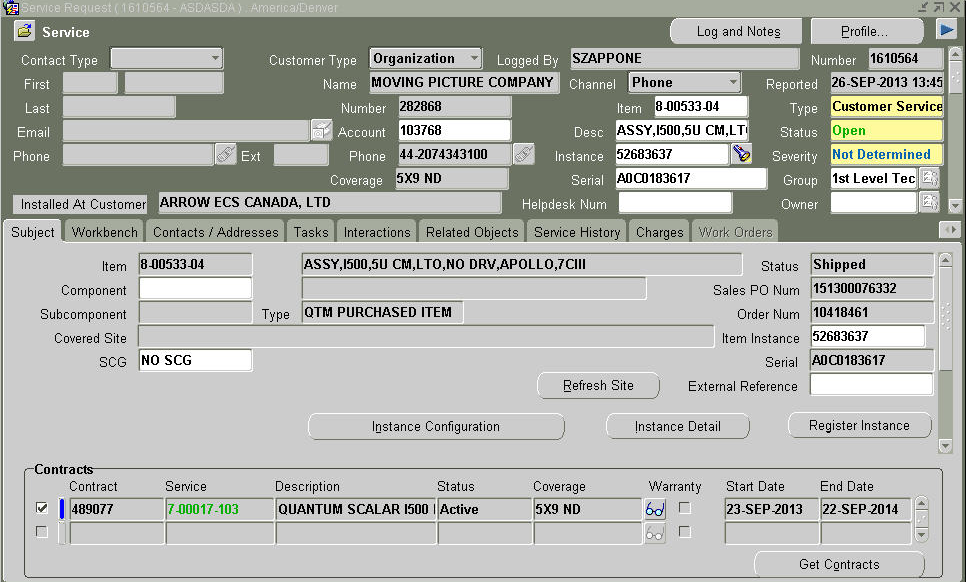 Service Request ( 1610564 - ASDASDA ) . America/Denver
Service
Log and Notes Profile...
Contact Type Customer Type Organization Logged By SZAPPONE Number 1610564
First Name MOVING PICTURE COMPANY Channel Phone Reported 26-SEP-2013 13:45
Last Number 282868 Item 8-00533-04 Type Customer Service
Email Account 103768 Desc ASSY,I500,5U CM,LT Status Open
Phone Ext Phone 44-2074343100 Instance 52683637 Severity Not Determined
Coverage 5X9 ND Serial A0C0183617 Group 1st Level Tec
Installed At Customer ARROW ECS CANADA, LTD Helpdesk Num Owner
Subject Workbench Contacts / Addresses Tasks Interactions Related Objects Service History Charges Work Orders
Item 8-00533-04 ASSY,I500,5U CM,LTO,NO DRV,APOLLO,7CIII Status Shipped
Component Sales PO Num 151300076332
Subcomponent Type QTM PURCHASED ITEM Order Num 10418461
Covered Site Item Instance 52683637
SCG NO SCG Serial A0C0183617
Refresh Site External Reference
Instance Configuration Instance Detail Register Instance
Contracts
Contract Service Description Status Coverage Warranty Start Date End Date
489077 7-00017-103 QUANTUM SCALAR I500 Active 5X9 ND 23-SEP-2013 22-SEP-2014
Get Contracts